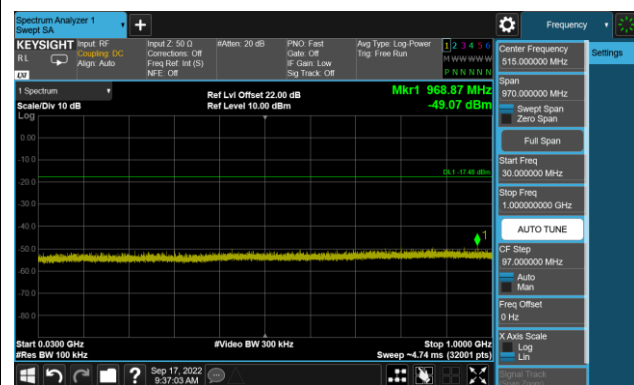 Spectrum Analyzer 1
Swept SA
Frequency
KEYSIGHT
RL
LXI
Input: RF
Coupling: DC
Align: Auto
Input Z: 50 Ω
Corrections: Off
Freq Ref: Int (S)
NFE: Off
#Atten: 20 dB
PNO: Fast
Gate: Off
IF Gain: Low
Sig Track: Off
Avg Type: Log-Power
Trig: Free Run
1 2 3 4 5 6
M W W W W W
P N N N N N
1 Spectrum
Scale/Div 10 dB
Log
Ref Lvl Offset 22.00 dB
Ref Level 10.00 dBm
Mkr1 968.87 MHz
-49.07 dBm
0.00
-10.0
-20.0
-30.0
-40.0
-50.0
-60.0
-70.0
-80.0
DL1 -17.48 dBm
1
Start 0.0300 GHz
#Res BW 100 kHz
#Video BW 300 kHz
Stop 1.0000 GHz
Sweep ~4.74 ms (32001 pts)
?
Sep 17, 2022
9:37:03 AM
Settings
Center Frequency
515.000000 MHz
Span
970.000000 MHz
Swept Span
Zero Span
Full Span
Start Freq
30.000000 MHz
Stop Freq
1.000000000 GHz
AUTO TUNE
CF Step
97.000000 MHz
Auto
Man
Freq Offset
0 Hz
X Axis Scale
Log
Lin
Signal Track